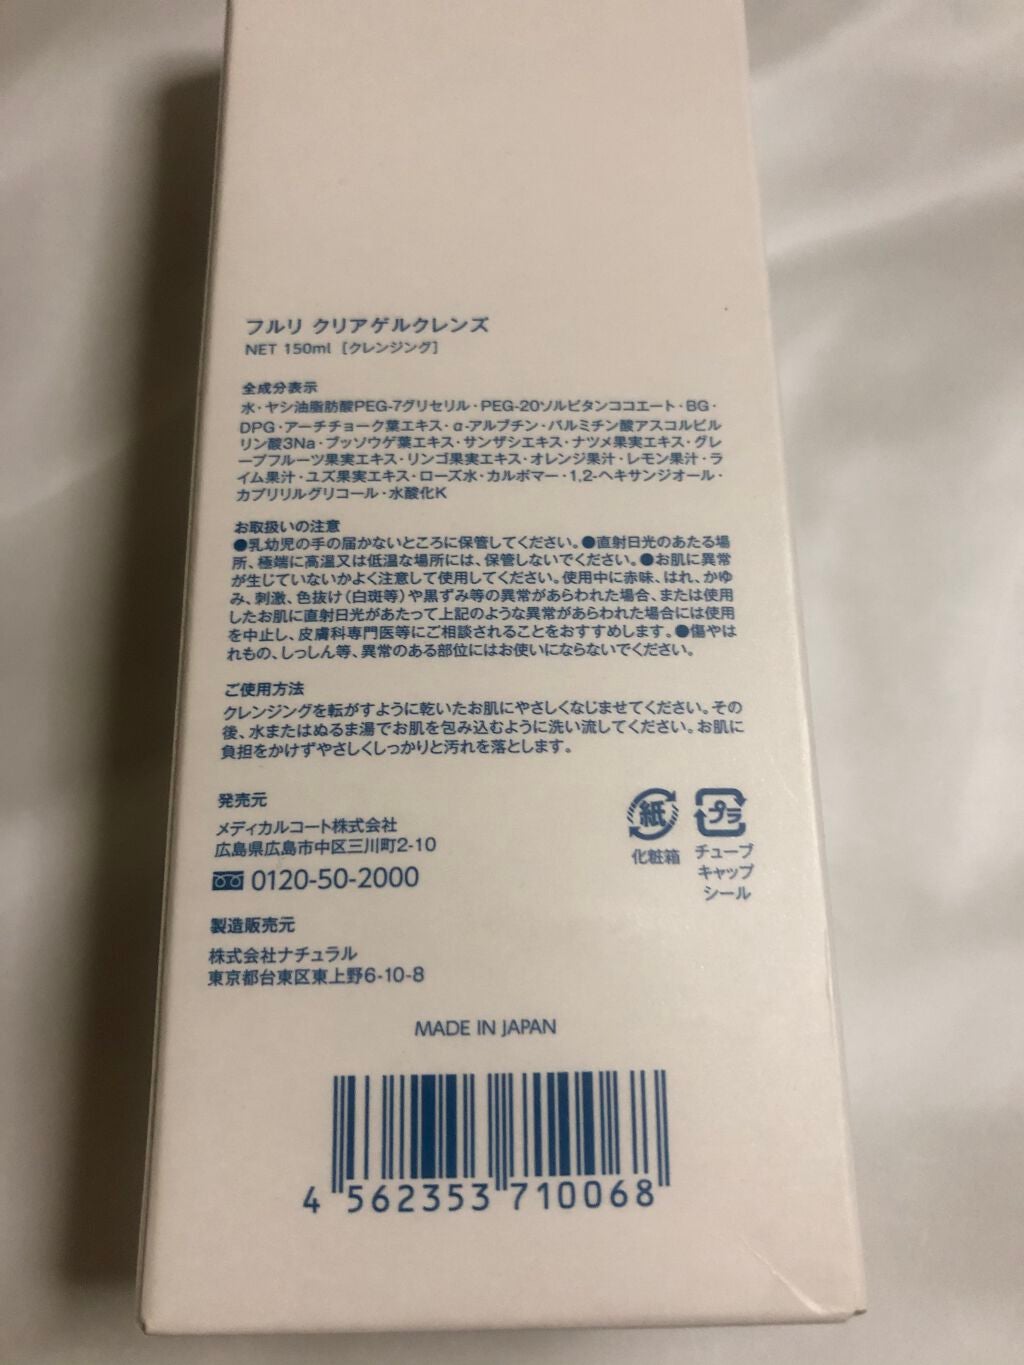 フルリ クリアゲルクレンズ
NET 150ml [クレンジング]
全成分表示
水・ヤシ油脂肪酸PEG-7グリセリル・PEG-20ソルビタンココエート・BG・
DPG・アーチチョーク葉エキス・α-アルブチン・パルミチン酸アスコルビル
リン酸3Na・ブッソウゲ葉エキス・サンザシエキス・ナツメ果実エキス・グレ
ープフルーツ果実エキス・リンゴ果実エキス・オレンジ果汁・レモン果汁・ラ
イム果汁・ユズ果実エキス・ローズ水・カルボマー・1,2-ヘキサンジオール・
カプリリルグリコール・水酸化K
お取扱いの注意
●乳幼児の手の届かないところに保管してください。●直射日光のあたる場
所、極端に高温又は低温な場所には、保管しないでください。●お肌に異常
が生じていないかよく注意して使用してください。使用中に赤味、はれ、かゆ
み、刺激、色抜け(白斑等)や黒ずみ等の異常があらわれた場合、または使用
したお肌に直射日光があたって上記のような異常があらわれた場合には使用
を中止し、皮膚科専門医等にご相談されることをおすすめします。●傷やは
れもの、しっしん等、異常のある部位にはお使いにならないでください。
ご使用方法
クレンジングを転がすように乾いたお肌にやさしくなじませてください。その
後、水またはぬるま湯でお肌を包み込むように洗い流してください。お肌に
負担をかけずやさしくしっかりと汚れを落とします。
発売元
メディカルコート株式会社
広島県広島市中区三川町2-10
0120-50-2000
紙
化粧箱
プラ
チューブ
キャップ
シール
製造販売元
株式会社ナチュラル
東京都台東区東上野6-10-8
MADE IN JAPAN
4 562353 710068